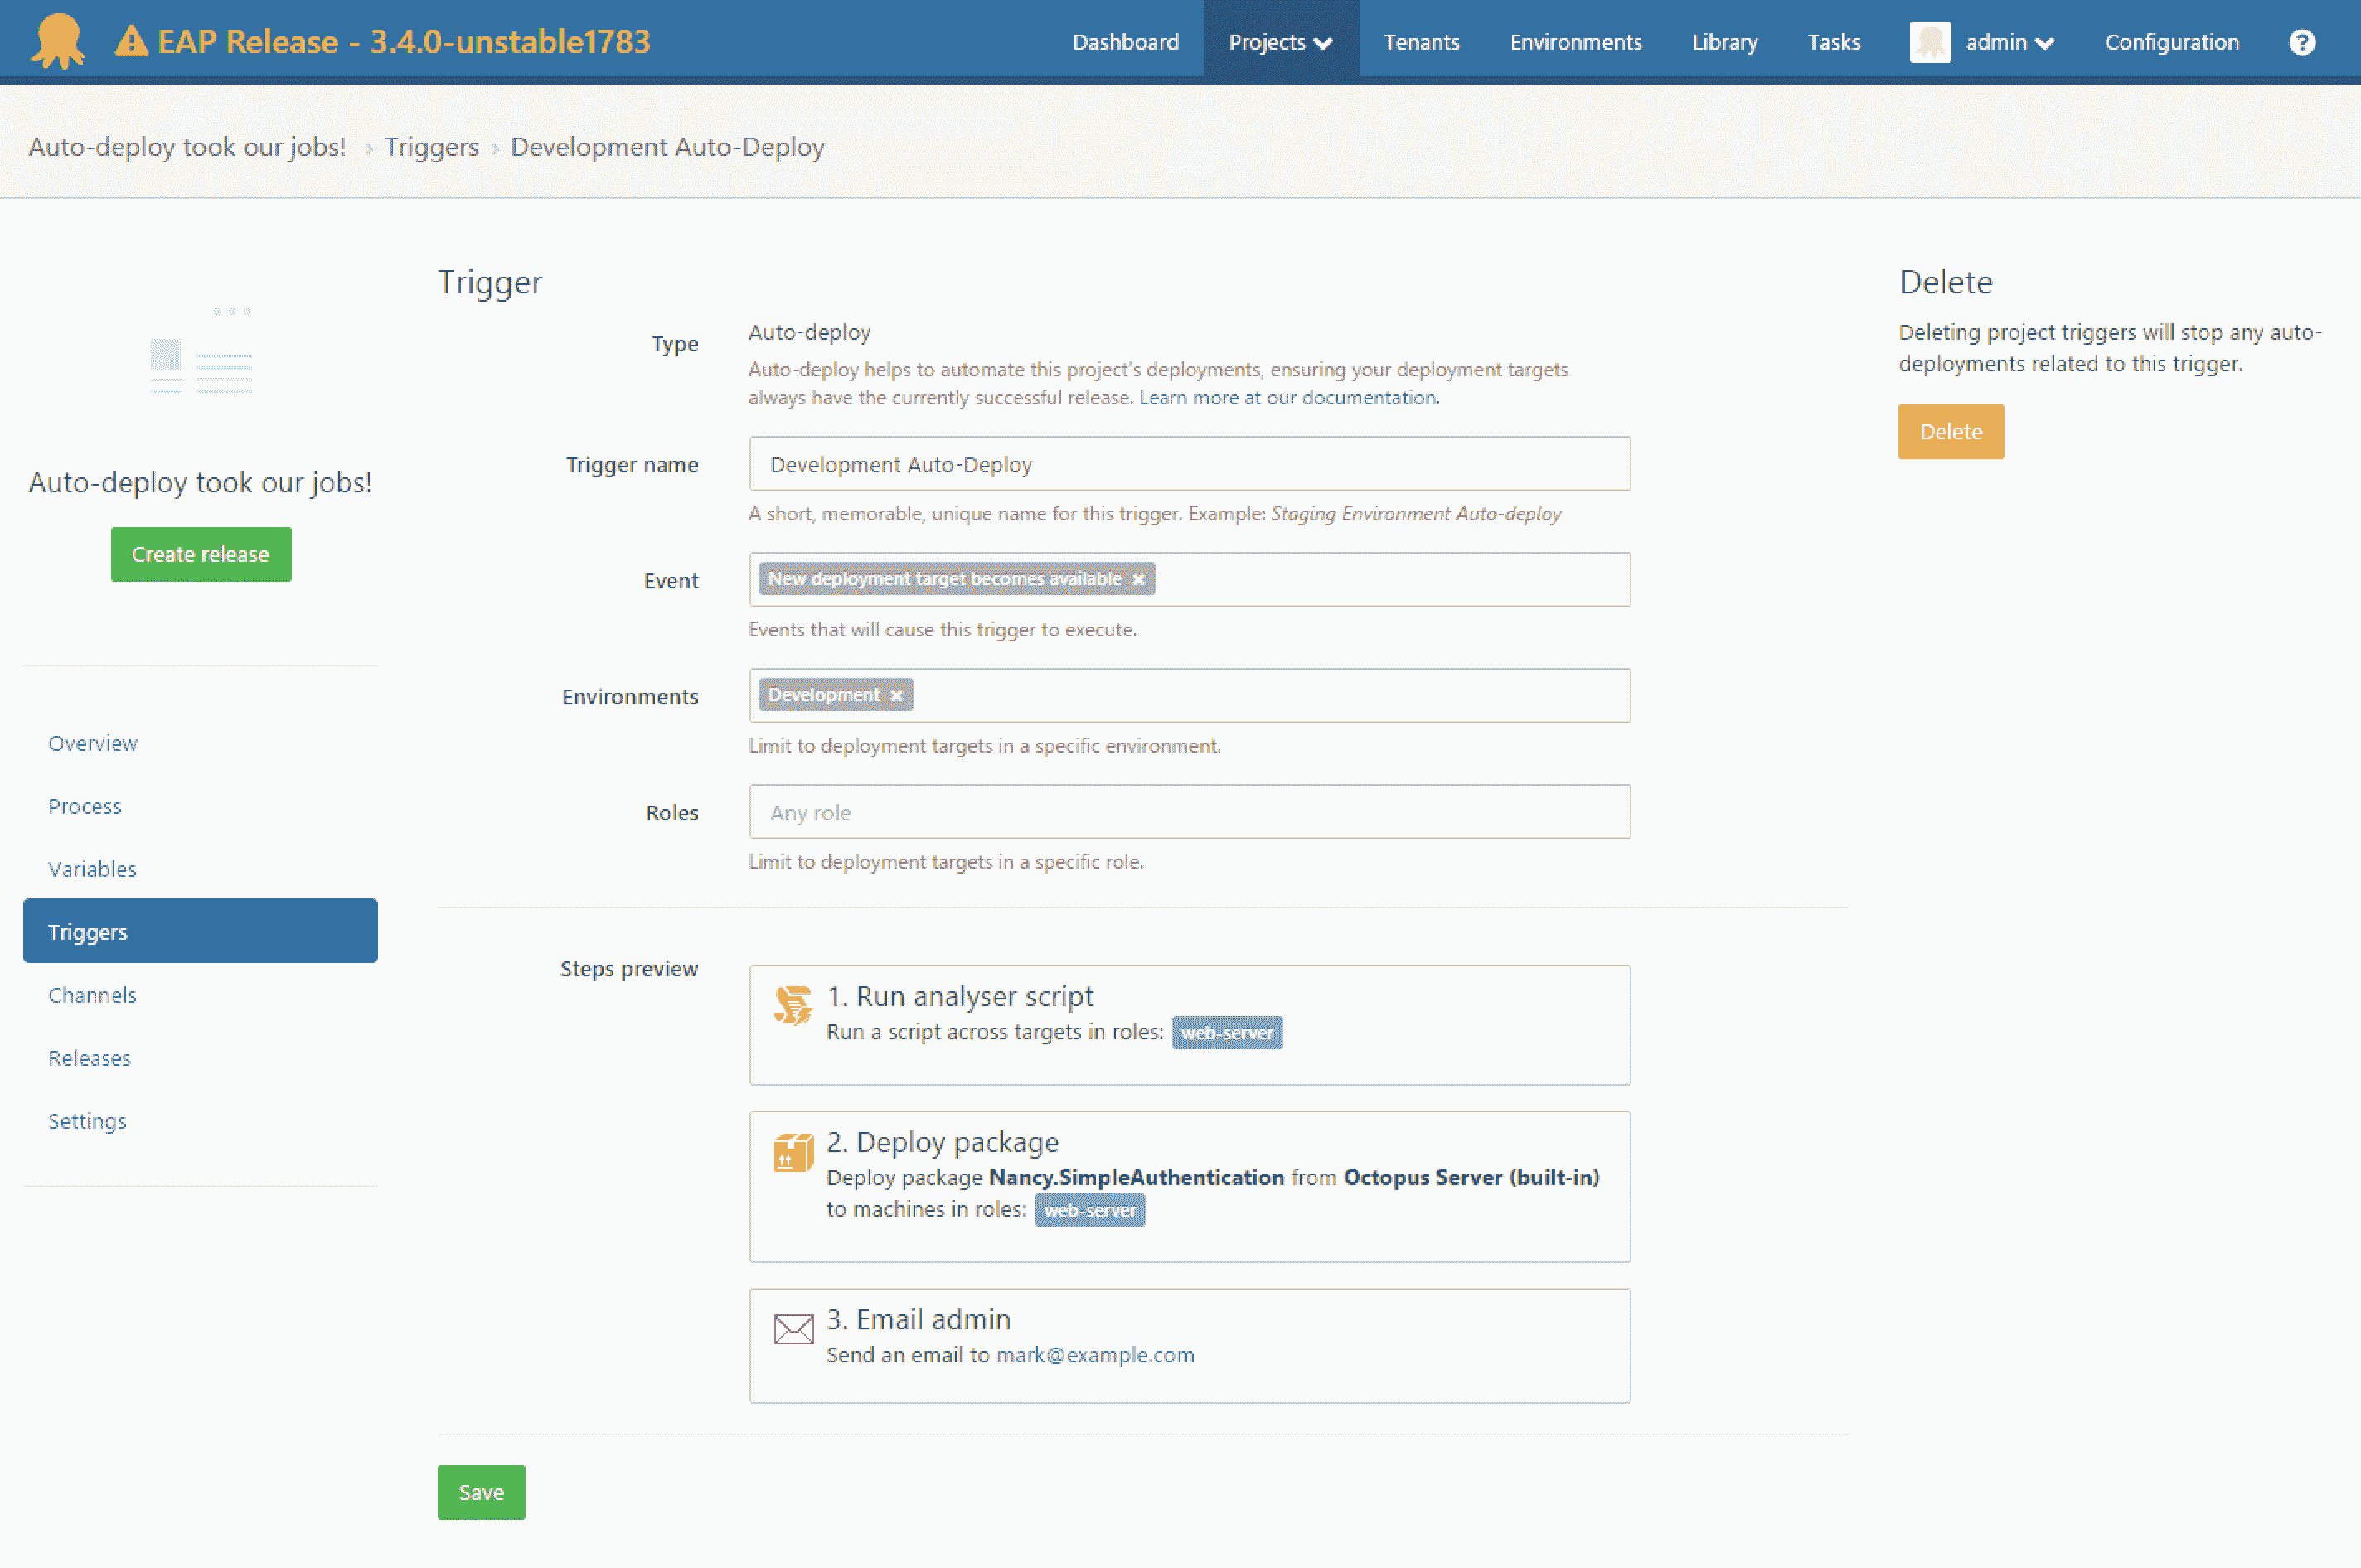 EAP Release - 3.4.0-unstable1783
Dashboard
Projects
Tenants
Environments
Library
Tasks
admin
Configuration
?
Auto-deploy took our jobs! › Triggers › Development Auto-Deploy
Auto-deploy took our jobs!
Create release
Overview
Process
Variables
Triggers
Channels
Releases
Settings
Trigger
Type
Auto-deploy
Auto-deploy helps to automate this project's deployments, ensuring your deployment targets
always have the currently successful release. Learn more at our documentation.
Trigger name
Development Auto-Deploy
A short, memorable, unique name for this trigger. Example: Staging Environment Auto-deploy
Event
New deployment target becomes available ×
Events that will cause this trigger to execute.
Environments
Development ×
Limit to deployment targets in a specific environment.
Roles
Any role
Limit to deployment targets in a specific role.
Steps preview
1. Run analyser script
Run a script across targets in roles: web-server
2. Deploy package
Deploy package Nancy.SimpleAuthentication from Octopus Server (built-in)
to machines in roles: web-server
3. Email admin
Send an email to mark@example.com
Save
Delete
Deleting project triggers will stop any auto-
deployments related to this trigger.
Delete